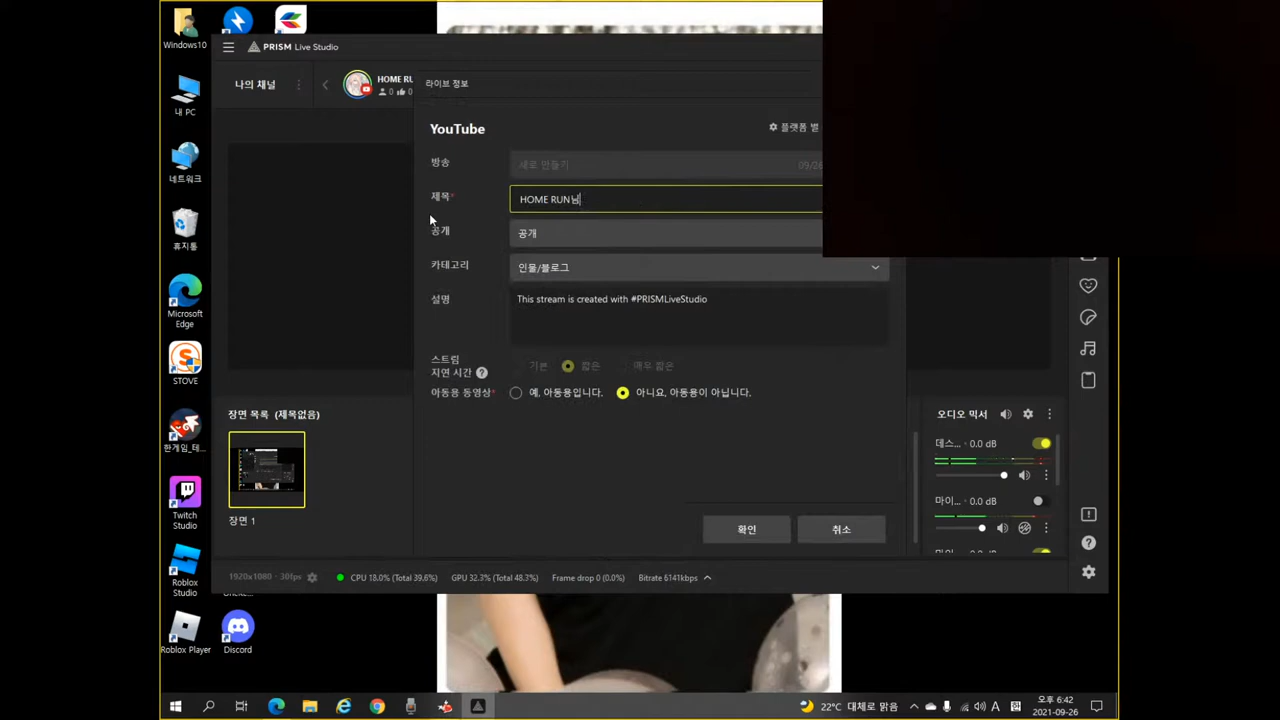 Windows10
PRISM Live Studio
내 PC
나의 채널
HOME RU
0 0
라이브 정보
YouTube
플랫폼 별
방송
새로 만들기
09/26
네트워크
제목*
HOME RUN님
공개
공개
휴지통
카테고리
인물/블로그
설명
This stream is created with #PRISMLiveStudio
Microsoft
Edge
스트림
지연 시간
기본
짧은
매우 짧은
STOVE
아동용 동영상*
예, 아동용입니다.
아니요, 아동용이 아닙니다.
장면 목록 (제목없음)
오디오 믹서
한게임_테...
데스... · 0.0 dB
마이... · 0.0 dB
Twitch
Studio
장면 1
확인
취소
1920x1080 · 30fps
CPU 18.0% (Total 39.6%)
GPU 32.3% (Total 48.3%)
Frame drop 0 (0.0%)
Bitrate 6141kbps
Roblox
Studio
Roblox Player
Discord
22°C 대체로 맑음
A
오후 6:42
2021-09-26